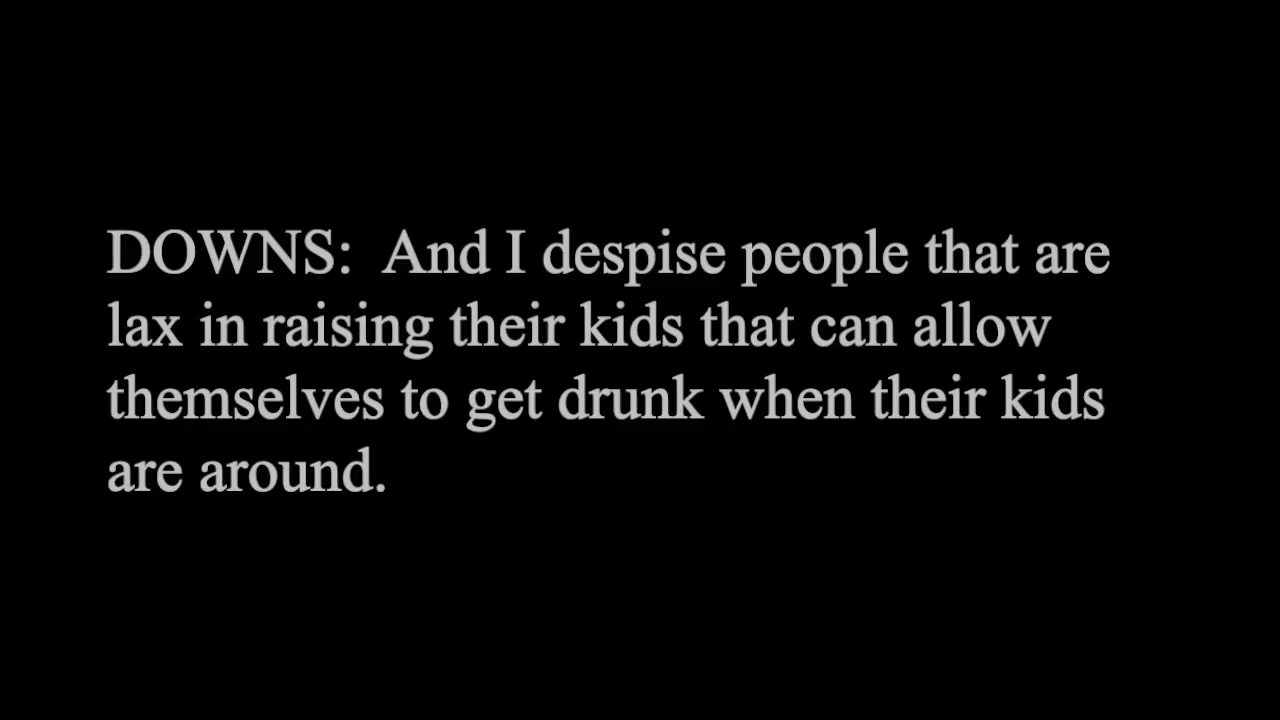 DOWNS:  And I despise people that are
lax in raising their kids that can allow
themselves to get drunk when their kids
are around.